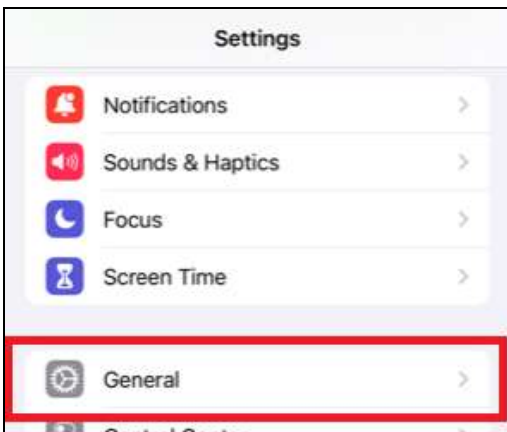 Settings
Notifications
Sounds & Haptics
Focus
Screen Time
General